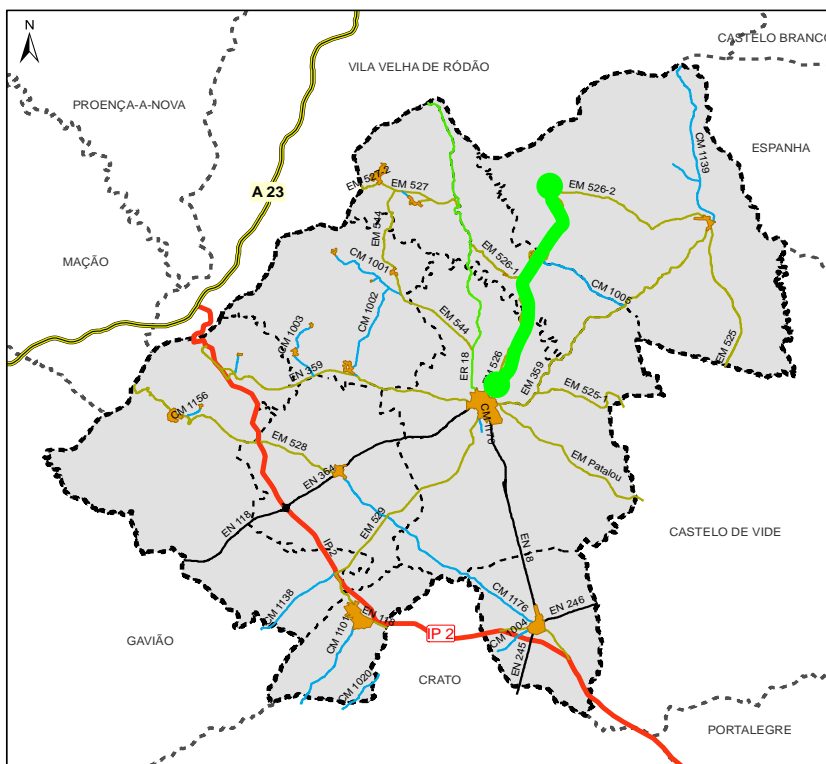 N
CASTELO BRANCO
VILA VELHA DE RÓDÃO
PROENÇA-A-NOVA
ESPANHA
CM 1139
EM 527-2
EM 527
EM 526-2
A 23
EM 544
MAÇÃO
CM 1001
EM 526-1
CM 1005
CM 1002
CM 1003
EM 544
EM 525
ER 18
EM 526
EM 359
EN 359
EM 525-1
CM 1156
CM 1176
EM 528
EM Patalou
EN 364
EN 118
EM 529
EN 18
CASTELO DE VIDE
IP 2
CM 1138
CM 1176
EN 246
EN 118
CM 1101
CM 1004
IP 2
GAVIÃO
EN 245
CM 1020
CRATO
PORTALEGRE